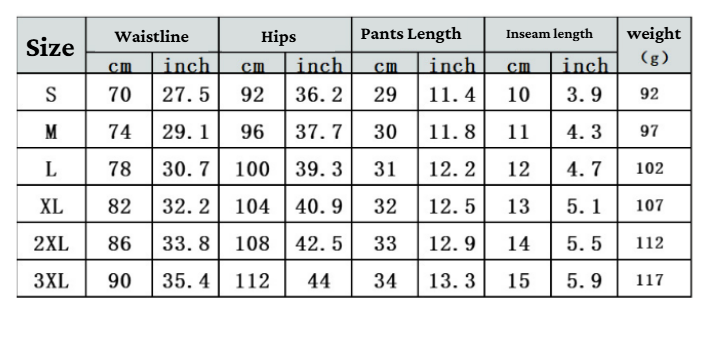 Size Waistline Hips Pants Length Inseam length weight (g)
cm inch cm inch cm inch cm inch
S 70 27.5 92 36.2 29 11.4 10 3.9 92
M 74 29.1 96 37.7 30 11.8 11 4.3 97
L 78 30.7 100 39.3 31 12.2 12 4.7 102
XL 82 32.2 104 40.9 32 12.5 13 5.1 107
2XL 86 33.8 108 42.5 33 12.9 14 5.5 112
3XL 90 35.4 112 44 34 13.3 15 5.9 117